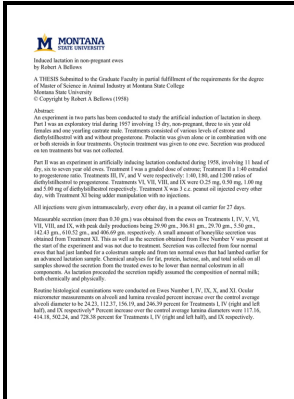 MONTANA
STATE UNIVERSITY
Induced lactation in non-pregnant ewes
by Robert A Bellows
A THESIS Submitted to the Graduate Faculty in partial fulfillment of the requirements for the degree
of Master of Science in Animal Industry at Montana State College
Montana State University
© Copyright by Robert A Bellows (1958)
Abstract:
An experiment in two parts has been conducted to study the artificial induction of lactation in sheep.
Part I was an exploratory trial during 1957 involving 15 dry, non-pregnant, three to six year old
females and one yearling castrate male. Treatments consisted of various levels of estrone and
diethylstilbestrol with and without progesterone. Prolactin was given alone or in combination with one
or both steroids in four treatments. Oxytocin treatment was given to one ewe. Secretion was produced
on ten treatments but was not collected.
Part II was an experiment in artificially inducing lactation conducted during 1958, involving 11 head of
dry, six to seven year old ewes. Treatment I was a graded dose of estrone; Treatment II a 1:40 estradiol
to progesterone ratio. Treatments III, IV, and V were respectively: 1:40, 1:80, and 1:200 ratios of
diethylstilbestrol to progesterone. Treatments VI, VII, VIII, and IX were O.25 mg, 0.50 mg, 1.00 mg
and 5.00 mg of diethylstilbestrol respectively. Treatment X was 3 c.c. peanut oil injected every other
day, with Treatment XI being udder manipulation with no injections.
All injections were given intramuscularly, every other day, in a peanut oil carrier for 27 days.
Measurable secretion (more than 0.30 gm.) was obtained from the ewes on Treatments I, IV, V, VI,
VII, VIII, and IX, with peak daily productions being 29.90 gm., 306.81 gm., 29.70 gm., 5.50 gm.,
142.43 gm., 610.52 gm., and 406.69 gm. respectively. A small amount of honeylike secretion was
obtained from Treatment XI. This as well as the secretion obtained from Ewe Number V was present at
the start of the experiment and was not due to treatment. Secretion was collected from four normal
ewes that had just lambed for a colostrum sample and from ten normal ewes that had lambed earlier for
an advanced lactation sample. Chemical analyses for fat, protein, lactose, ash, and total solids on all
samples showed the secretion from the treated ewes to be lower than normal colostrum in all
components. As lactation proceeded the secretion rapidly assumed the composition of normal milk;
both chemically and physically.
Routine histological examinations were conducted on Ewes Number I, IV, IX, X, and XI. Ocular
micrometer measurements on alveoli and lumina revealed percent increase over the control average
alveoli diameter to be 24.23, 112.37, 156.19, and 246.39 percent for Treatments I, IV (right and left
half), and IX respectively* Percent increase over the control average lumina diameters were 117.16,
414.18, 502.24, and 728.38 percent for Treatments I, IV (right and left half), and IX respectively.